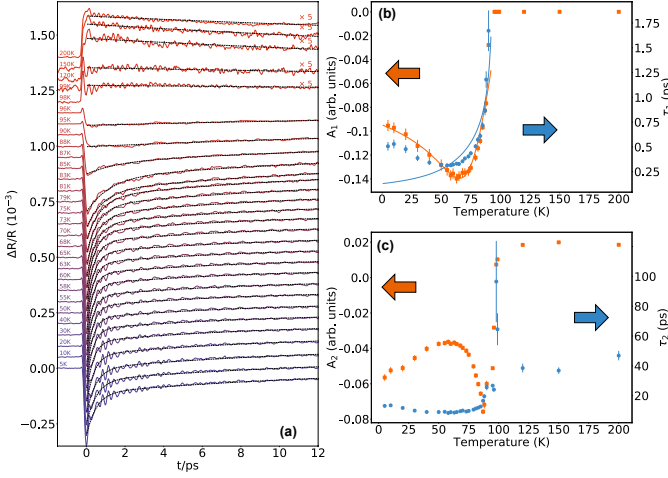 1.50
1.25
1.00
0.75
0.50
0.25
0.00
−0.25
ΔR/R (10⁻³)
× 5
× 5
× 5
× 5
× 5
200K
150K
120K
98K
96K
95K
90K
88K
87K
85K
83K
81K
79K
75K
73K
70K
68K
65K
63K
60K
58K
55K
50K
40K
30K
20K
10K
5K
(a)
0 2 4 6 8 10 12
t/ps
(b)
0.0
−0.02
−0.04
−0.06
−0.08
−0.1
−0.12
−0.14
A₁ (arb. units)
1.75
1.5
1.25
1.0
0.75
0.5
0.25
τ₁ (ps)
0 25 50 75 100 125 150 175 200
Temperature (K)
(c)
0.02
0.0
−0.02
−0.04
−0.06
−0.08
A₂ (arb. units)
100
80
60
40
20
τ₂ (ps)
0 25 50 75 100 125 150 175 200
Temperature (K)